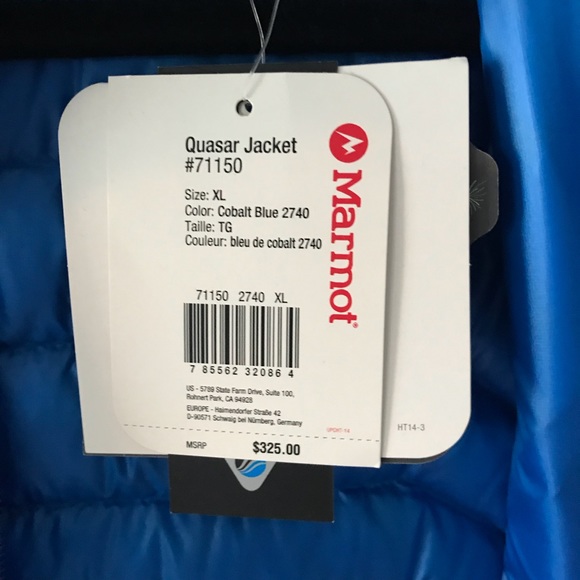 Quasar Jacket
#71150
Size: XL
Color: Cobalt Blue 2740
Taille: TG
Couleur: bleu de cobalt 2740
Marmot
71150 2740 XL
7 85562 32086 4
US - 5789 State Farm Drive, Suite 100,
Rohnert Park, CA 94928
EUROPE - Haimendorfer Straße 42
D-90571 Schwaig bei Nürnberg, Germany
MSRP $325.00
HT14-3